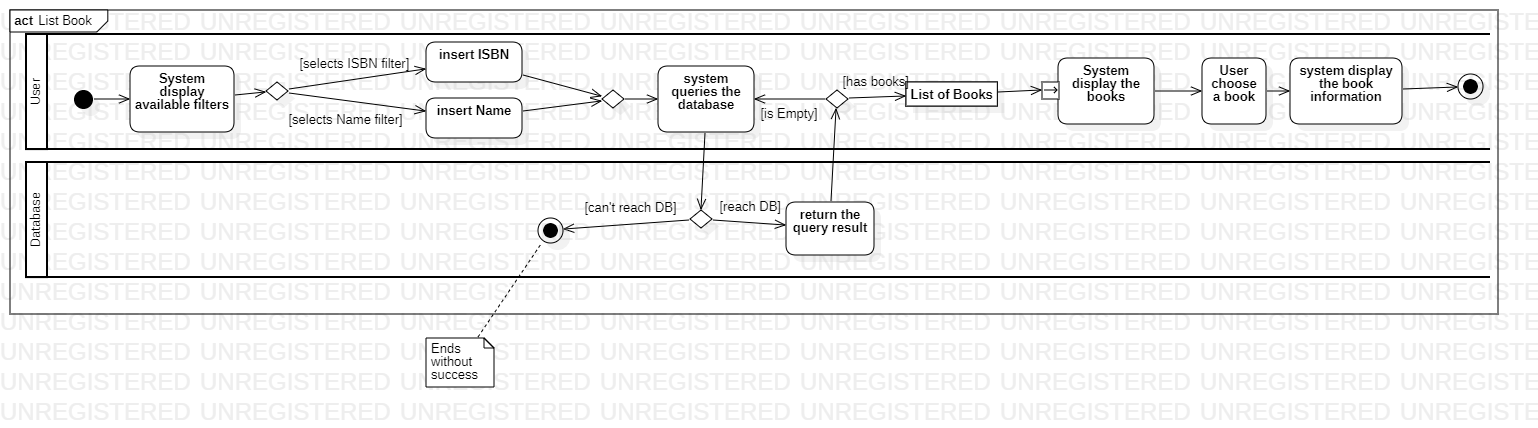 act List Book
User
System
display
available filters
[selects ISBN filter]
insert ISBN
[selects Name filter]
insert Name
system
queries the
database
[is Empty]
[has books]
List of Books
System
display the
books
User
choose
a book
system display
the book
information
Database
[can't reach DB]
[reach DB]
return the
query result
Ends
without
success
UNREGISTERED UNREGISTERED UNREGISTERED UNREGISTERED UNREGISTERED UNREGISTERED UNREGISTERED UNREGISTERED